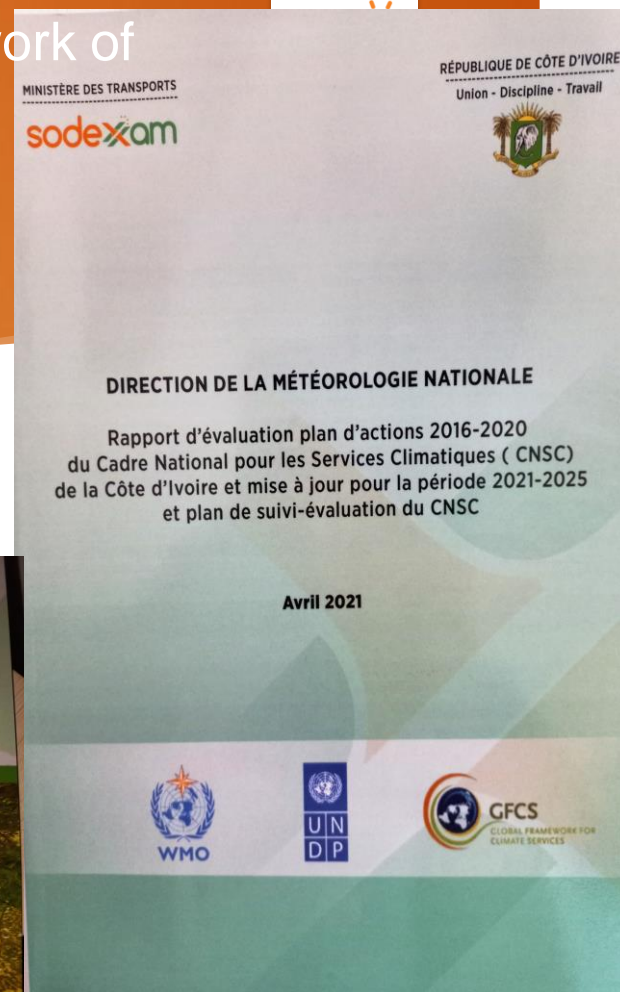 ork of
MINISTÈRE DES TRANSPORTS
sodexam
RÉPUBLIQUE DE CÔTE D'IVOIRE
Union - Discipline - Travail
DIRECTION DE LA MÉTÉOROLOGIE NATIONALE
Rapport d'évaluation plan d'actions 2016-2020
du Cadre National pour les Services Climatiques ( CNSC)
de la Côte d'Ivoire et mise à jour pour la période 2021-2025
et plan de suivi-évaluation du CNSC
Avril 2021
WMO
U N
D P
GFCS
GLOBAL FRAMEWORK FOR
CLIMATE SERVICES